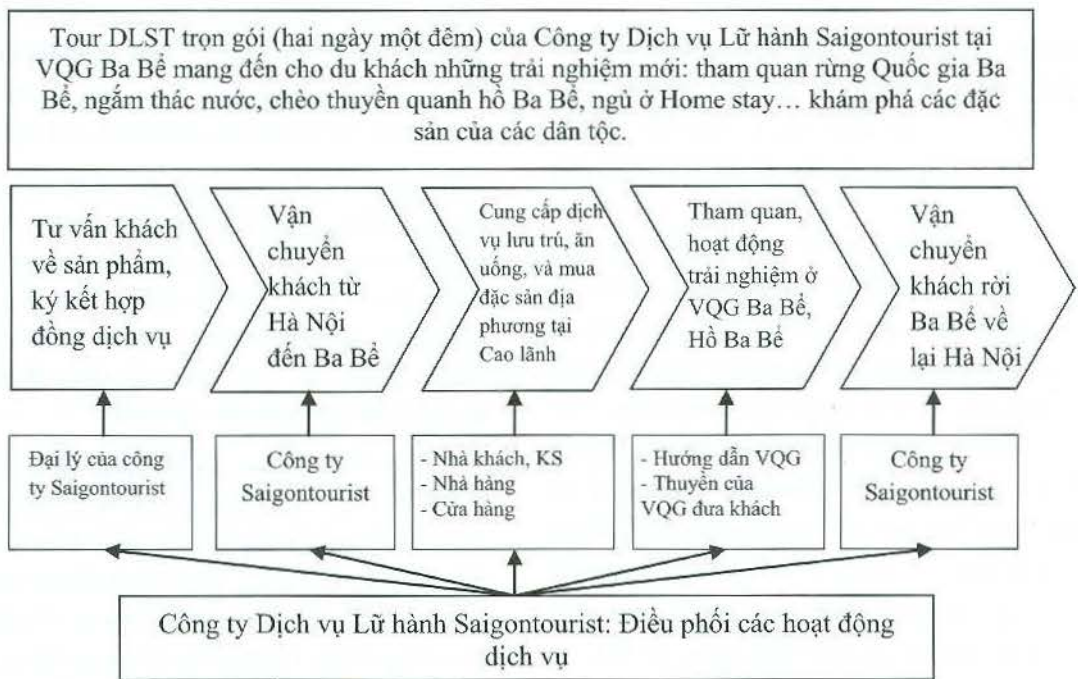 Tour DLST trọn gói (hai ngày một đêm) của Công ty Dịch vụ Lữ hành Saigontourist tại
VQG Ba Bể mang đến cho du khách những trải nghiệm mới: tham quan rừng Quốc gia Ba
Bể, ngắm thác nước, chèo thuyền quanh hồ Ba Bể, ngủ ở Home stay… khám phá các đặc
sản của các dân tộc.
Tư vấn khách
về sản phẩm,
ký kết hợp
đồng dịch vụ
Vận
chuyển
khách từ
Hà Nội
đến Ba Bể
Cung cấp dịch
vụ lưu trú, ăn
uống, và mua
đặc sản địa
phương tại
Cao lãnh
Tham quan,
hoạt động
trải nghiệm ở
VQG Ba Bể,
Hồ Ba Bể
Vận
chuyển
khách rời
Ba Bể về
lại Hà Nội
Đại lý của công
ty Saigontourist
Công ty
Saigontourist
- Nhà khách, KS
- Nhà hàng
- Cửa hàng
- Hướng dẫn VQG
- Thuyền của
VQG đưa khách
Công ty
Saigontourist
Công ty Dịch vụ Lữ hành Saigontourist: Điều phối các hoạt động
dịch vụ